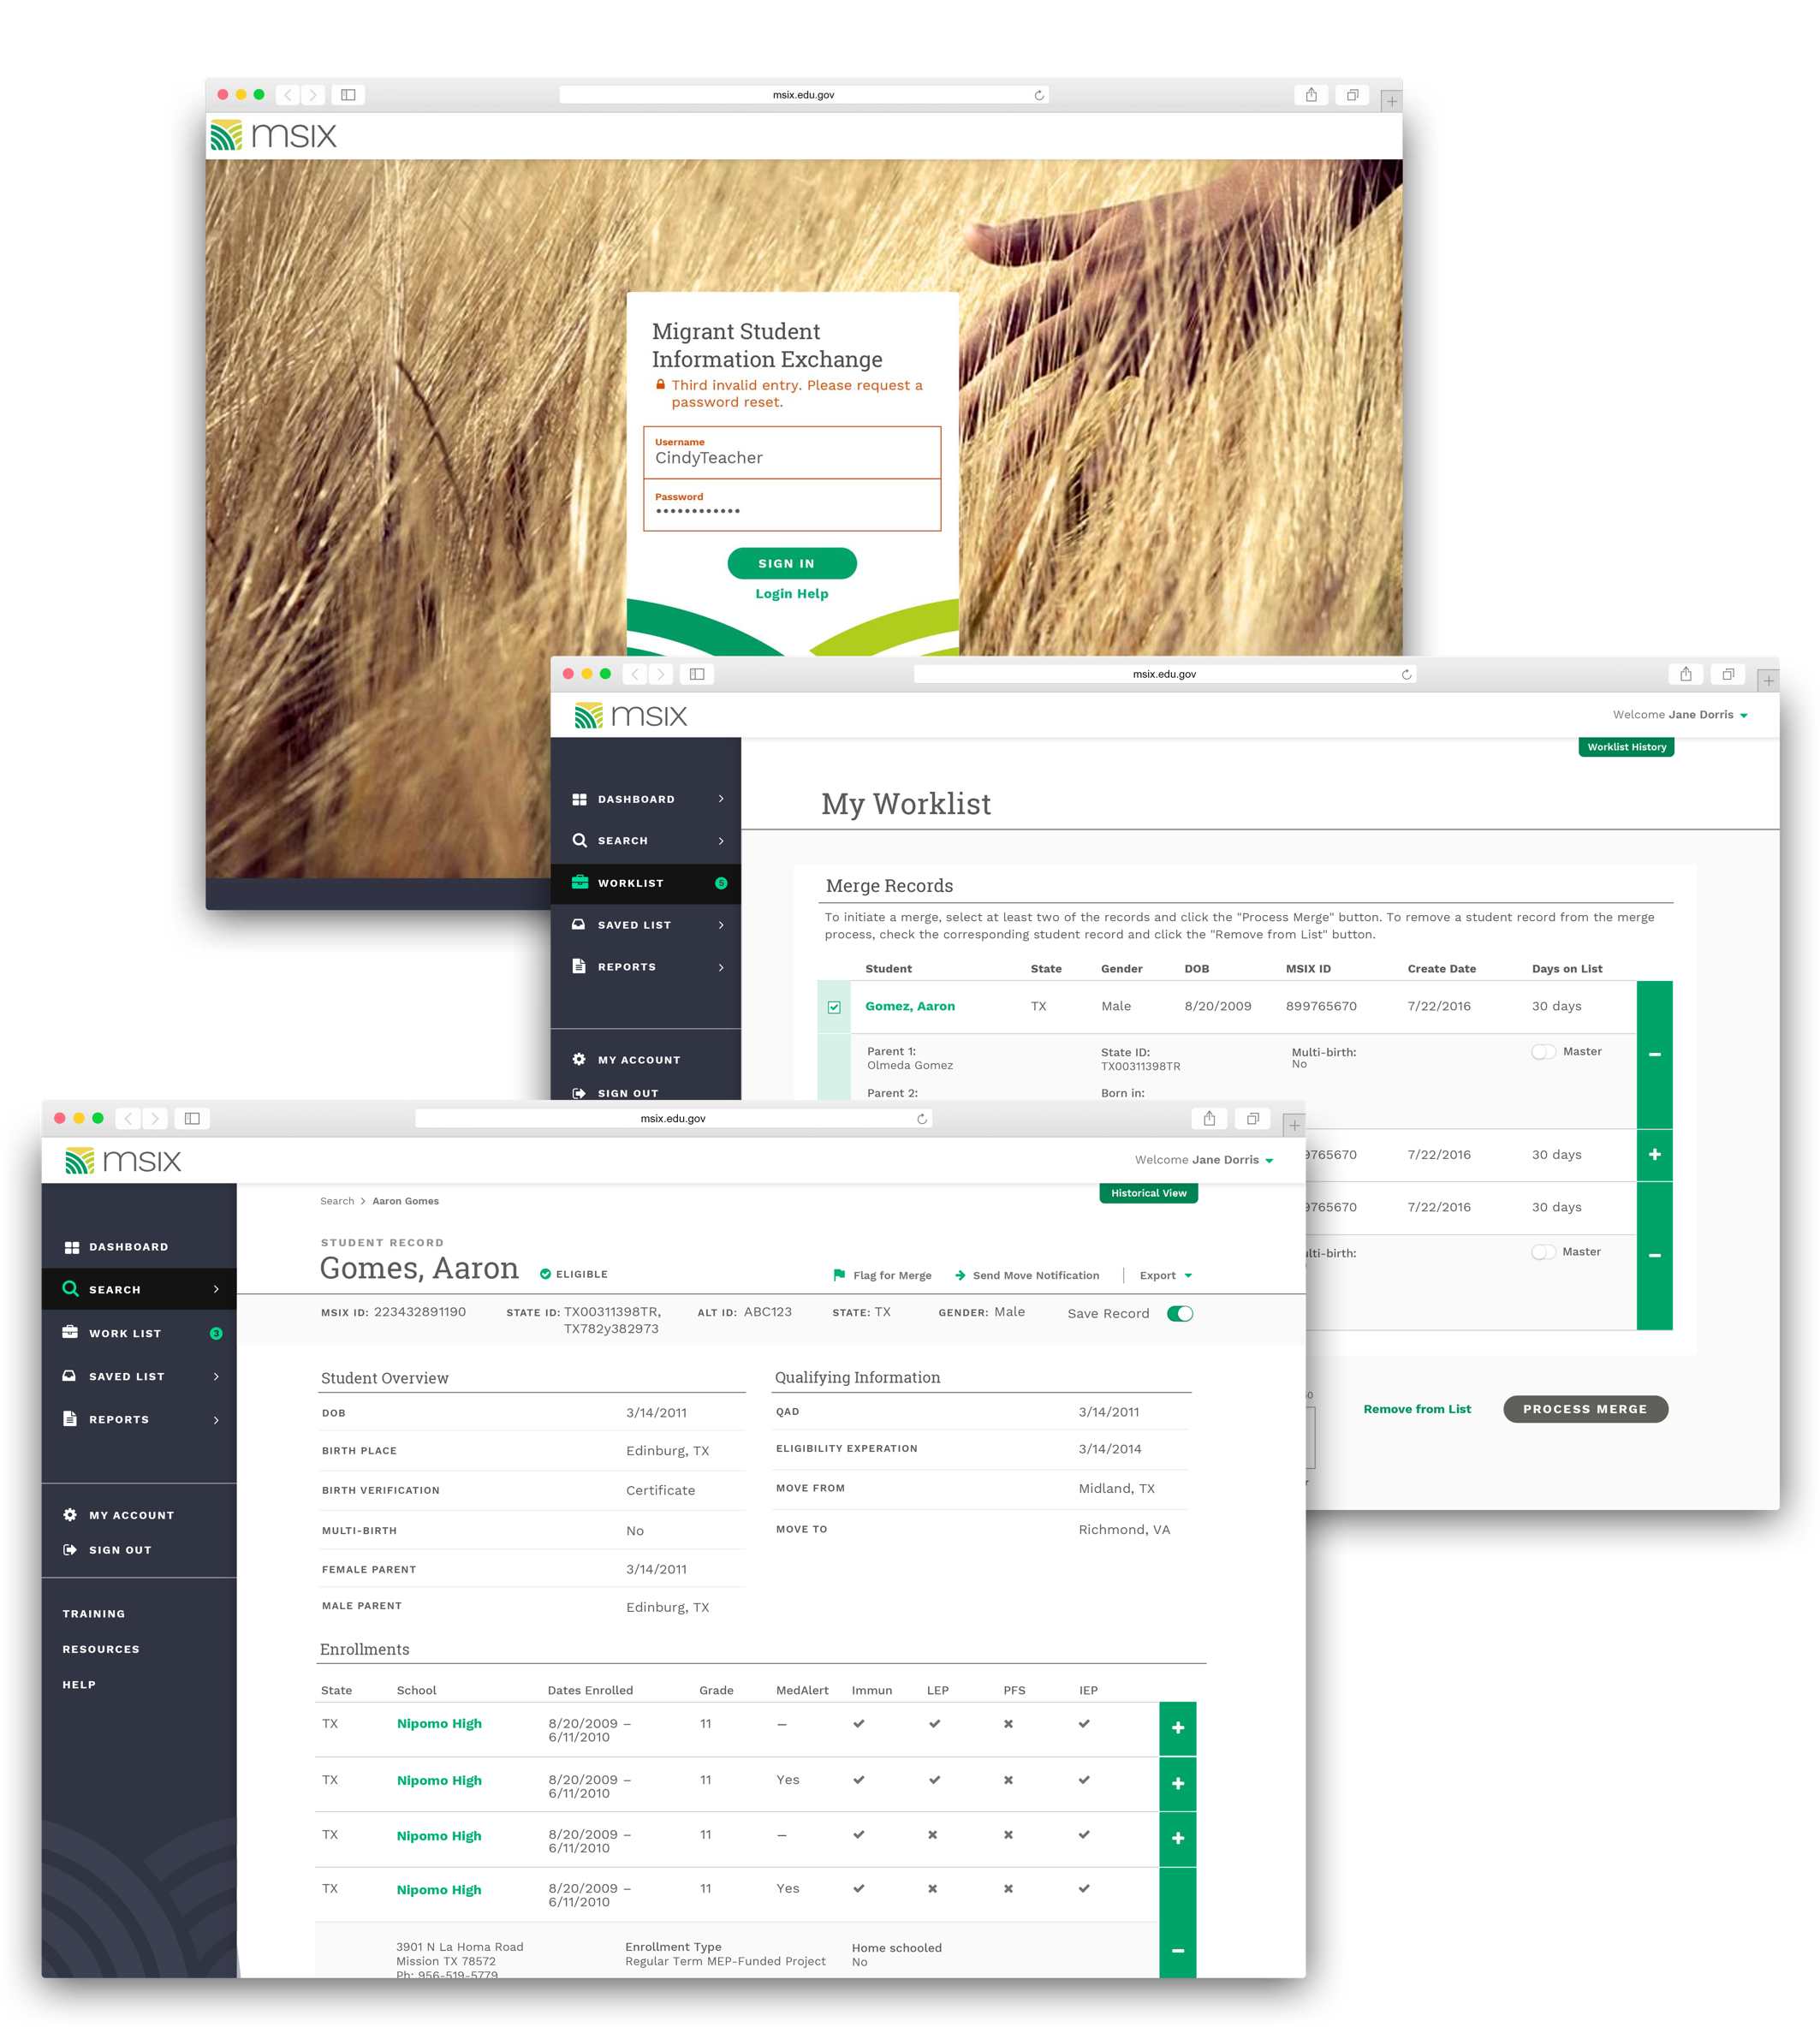 msix.edu.gov
msix
Migrant Student
Information Exchange
Third invalid entry. Please request a
password reset.
Username
CindyTeacher
Password
SIGN IN
Login Help
msix.edu.gov
msix
Welcome Jane Dorris
Worklist History
DASHBOARD
SEARCH
WORKLIST 5
SAVED LIST
REPORTS
MY ACCOUNT
SIGN OUT
My Worklist
Merge Records
To initiate a merge, select at least two of the records and click the "Process Merge" button. To remove a student record from the merge
process, check the corresponding student record and click the "Remove from List" button.
Student State Gender DOB MSIX ID Create Date Days on List
Gomez, Aaron TX Male 8/20/2009 899765670 7/22/2016 30 days
Parent 1: State ID: Multi-birth: Master
Olmeda Gomez TX00311398TR No
Parent 2: Born in:
9765670 7/22/2016 30 days
9765670 7/22/2016 30 days
lti-birth: Master
Remove from List PROCESS MERGE
msix.edu.gov
msix
Welcome Jane Dorris
DASHBOARD
SEARCH
WORK LIST 3
SAVED LIST
REPORTS
MY ACCOUNT
SIGN OUT
TRAINING
RESOURCES
HELP
Search > Aaron Gomes
Historical View
STUDENT RECORD
Gomes, Aaron ELIGIBLE
Flag for Merge Send Move Notification Export
MSIX ID: 223432891190 STATE ID: TX00311398TR, ALT ID: ABC123 STATE: TX GENDER: Male Save Record
TX782y382973
Student Overview
DOB 3/14/2011
BIRTH PLACE Edinburg, TX
BIRTH VERIFICATION Certificate
MULTI-BIRTH No
FEMALE PARENT 3/14/2011
MALE PARENT Edinburg, TX
Qualifying Information
QAD 3/14/2011
ELIGIBILITY EXPERATION 3/14/2014
MOVE FROM Midland, TX
MOVE TO Richmond, VA
Enrollments
State School Dates Enrolled Grade MedAlert Immun LEP PFS IEP
TX Nipomo High 8/20/2009 – 11 –
6/11/2010
TX Nipomo High 8/20/2009 – 11 Yes
6/11/2010
TX Nipomo High 8/20/2009 – 11 –
6/11/2010
TX Nipomo High 8/20/2009 – 11 Yes
6/11/2010
3901 N La Homa Road Enrollment Type Home schooled
Mission TX 78572 Regular Term MEP-Funded Project No
Ph: 956-519-5779